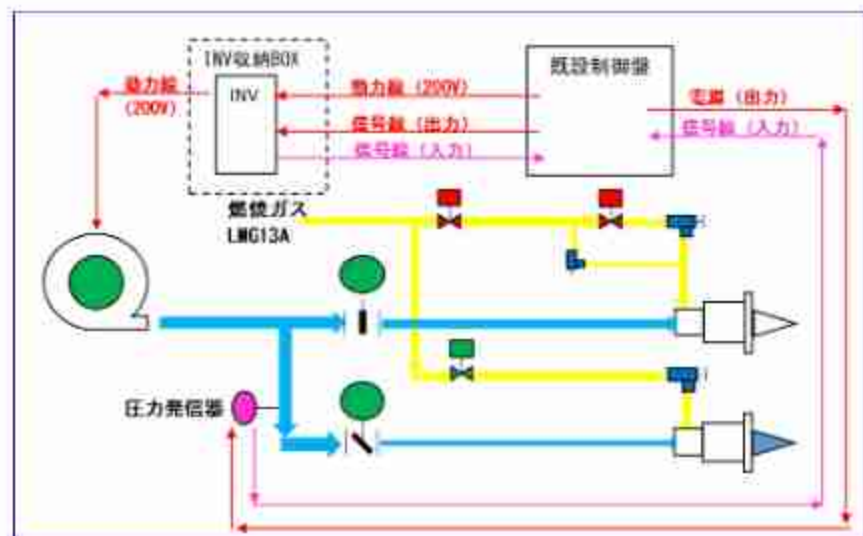 INV収納BOX
既設制御盤
動力線
(200V)
INV
動力線 (200V)
電源 (出力)
信号線 (出力)
信号線 (入力)
信号線 (入力)
燃焼ガス
LNG13A
圧力発信器